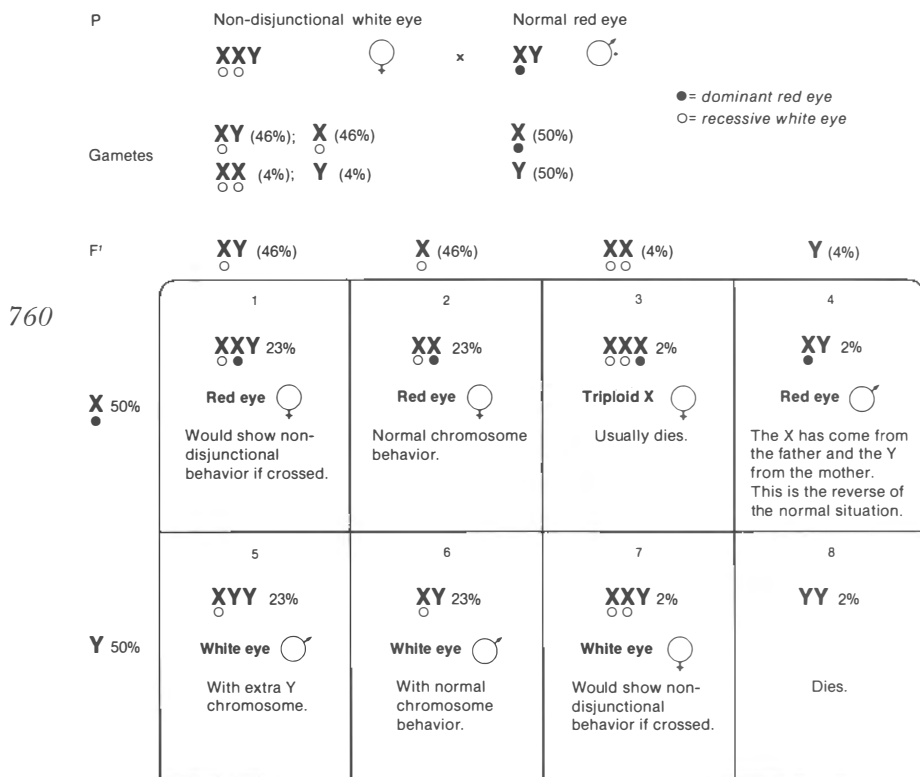 P Non-disjunctional white eye Normal red eye
XXY x XY
●= dominant red eye
○= recessive white eye
Gametes
XY (46%); X (46%) X (50%)
XX (4%); Y (4%) Y (50%)
F¹ XY (46%) X (46%) XX (4%) Y (4%)
760
X 50%
1
XXY 23%
Red eye
Would show non-
disjunctional
behavior if crossed.
2
XX 23%
Red eye
Normal chromosome
behavior.
3
XXX 2%
Triploid X
Usually dies.
4
XY 2%
Red eye
The X has come from
the father and the Y
from the mother.
This is the reverse of
the normal situation.
Y 50%
5
XYY 23%
White eye
With extra Y
chromosome.
6
XY 23%
White eye
With normal
chromosome
behavior.
7
XXY 2%
White eye
Would show non-
disjunctional
behavior if crossed.
8
YY 2%
Dies.